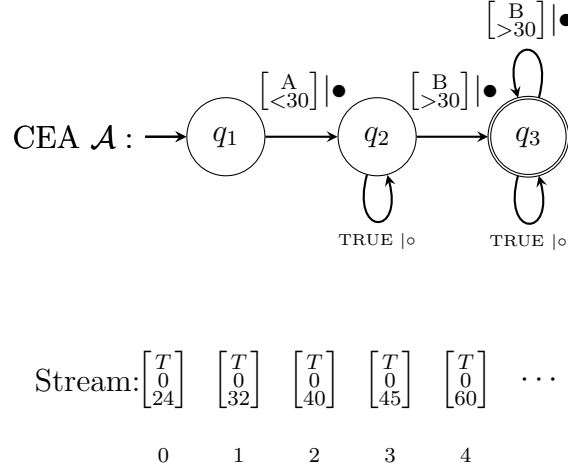 [B >30]|●
[A <30]|● [B >30]|●
CEA 𝒜 : q₁ q₂ q₃
TRUE |○ TRUE |○
Stream: [T 0 24] [T 0 32] [T 0 40] [T 0 45] [T 0 60] ⋯
0 1 2 3 4